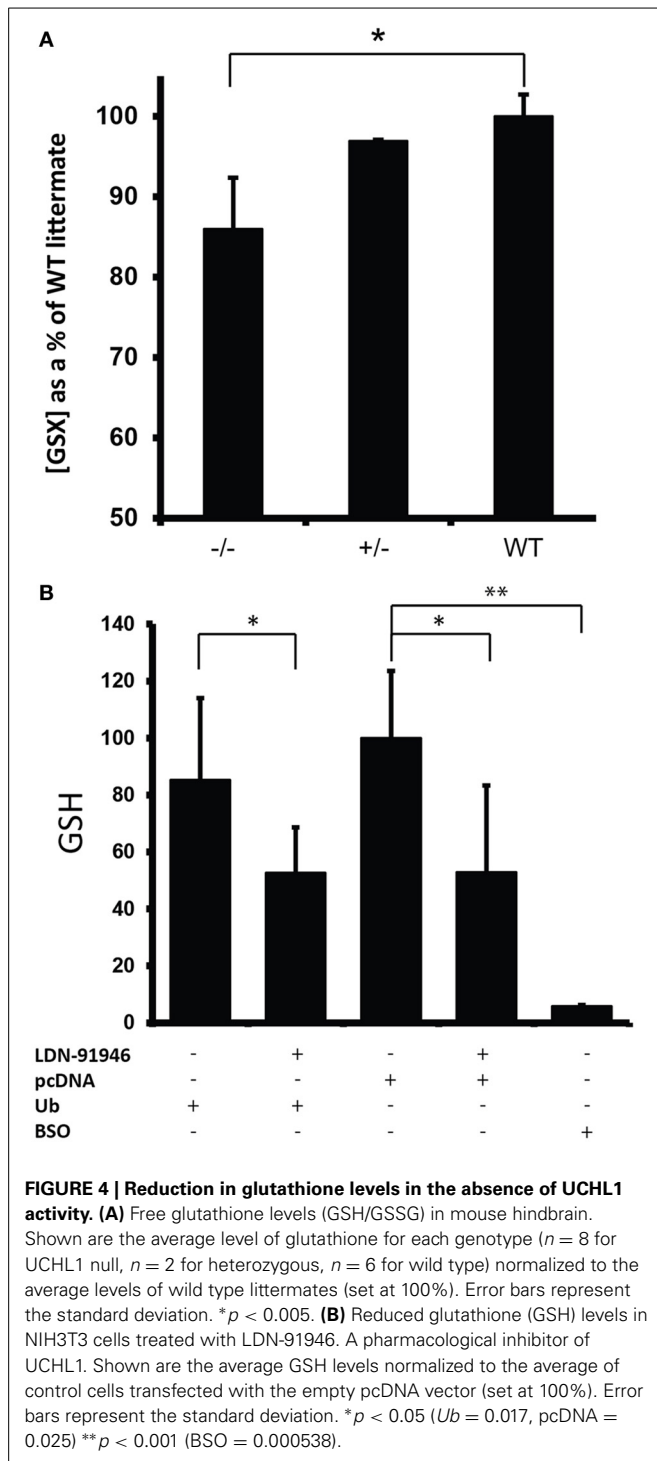 A
*
[GSX] as a % of WT littermate
100
90
80
70
60
50
-/-
+/-
WT
B
**
*
*
GSH
140
120
100
80
60
40
20
0
LDN-91946 - + - + -
pcDNA - - + + -
Ub + + - - -
BSO - - - - +
FIGURE 4 | Reduction in glutathione levels in the absence of UCHL1
activity. (A) Free glutathione levels (GSH/GSSG) in mouse hindbrain.
Shown are the average level of glutathione for each genotype (n = 8 for
UCHL1 null, n = 2 for heterozygous, n = 6 for wild type) normalized to the
average levels of wild type littermates (set at 100%). Error bars represent
the standard deviation. *p < 0.005. (B) Reduced glutathione (GSH) levels in
NIH3T3 cells treated with LDN-91946. A pharmacological inhibitor of
UCHL1. Shown are the average GSH levels normalized to the average of
control cells transfected with the empty pcDNA vector (set at 100%). Error
bars represent the standard deviation. *p < 0.05 (Ub = 0.017, pcDNA =
0.025) **p < 0.001 (BSO = 0.000538).